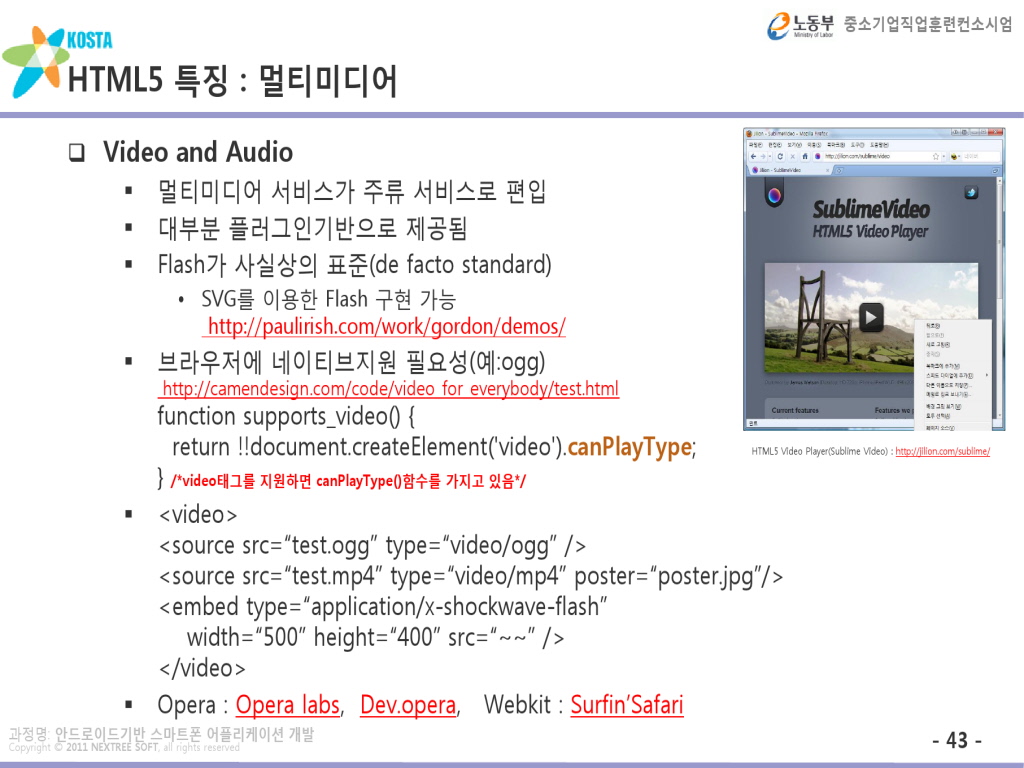 노동부 중소기업직업훈련컨소시엄
Ministry of Labor
KOSTA
HTML5 특징 : 멀티미디어
❑ Video and Audio
▪ 멀티미디어 서비스가 주류 서비스로 편입
▪ 대부분 플러그인기반으로 제공됨
▪ Flash가 사실상의 표준(de facto standard)
• SVG를 이용한 Flash 구현 가능
http://paulirish.com/work/gordon/demos/
▪ 브라우저에 네이티브지원 필요성(예:ogg)
http://camendesign.com/code/video_for_everybody/test.html
function supports_video() {
return !!document.createElement('video').canPlayType;
} /*video태그를 지원하면 canPlayType()함수를 가지고 있음*/
▪ <video>
<source src=“test.ogg” type=“video/ogg” />
<source src=“test.mp4” type=“video/mp4” poster=“poster.jpg”/>
<embed type=“application/x-shockwave-flash”
width=“500” height=“400” src=“~~” />
</video>
▪ Opera : Opera labs, Dev.opera, Webkit : Surfin’Safari
Jilion - SublimeVideo - Mozilla Firefox
http://jilion.com/sublime/video
Jilion - SublimeVideo
SublimeVideo
HTML5 Video Player
Current features
HTML5 Video Player(Sublime Video) : http://jilion.com/sublime/
과정명: 안드로이드기반 스마트폰 어플리케이션 개발
Copyright © 2011 NEXTREE SOFT, all rights reserved
- 43 -